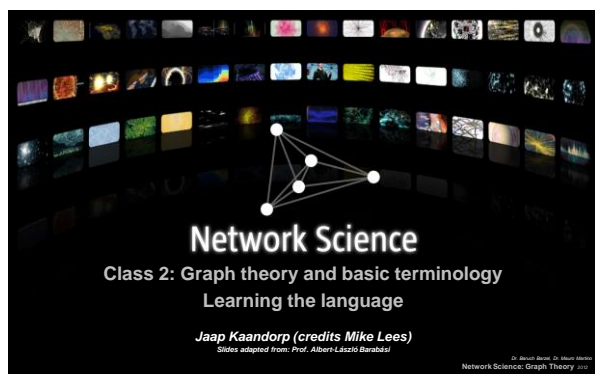 Network Science
Class 2: Graph theory and basic terminology
Learning the language
Jaap Kaandorp (credits Mike Lees)
Slides adapted from: Prof. Albert-László Barabási
Dr. Baruch Barzel, Dr. Mauro Martino
Network Science: Graph Theory 2012